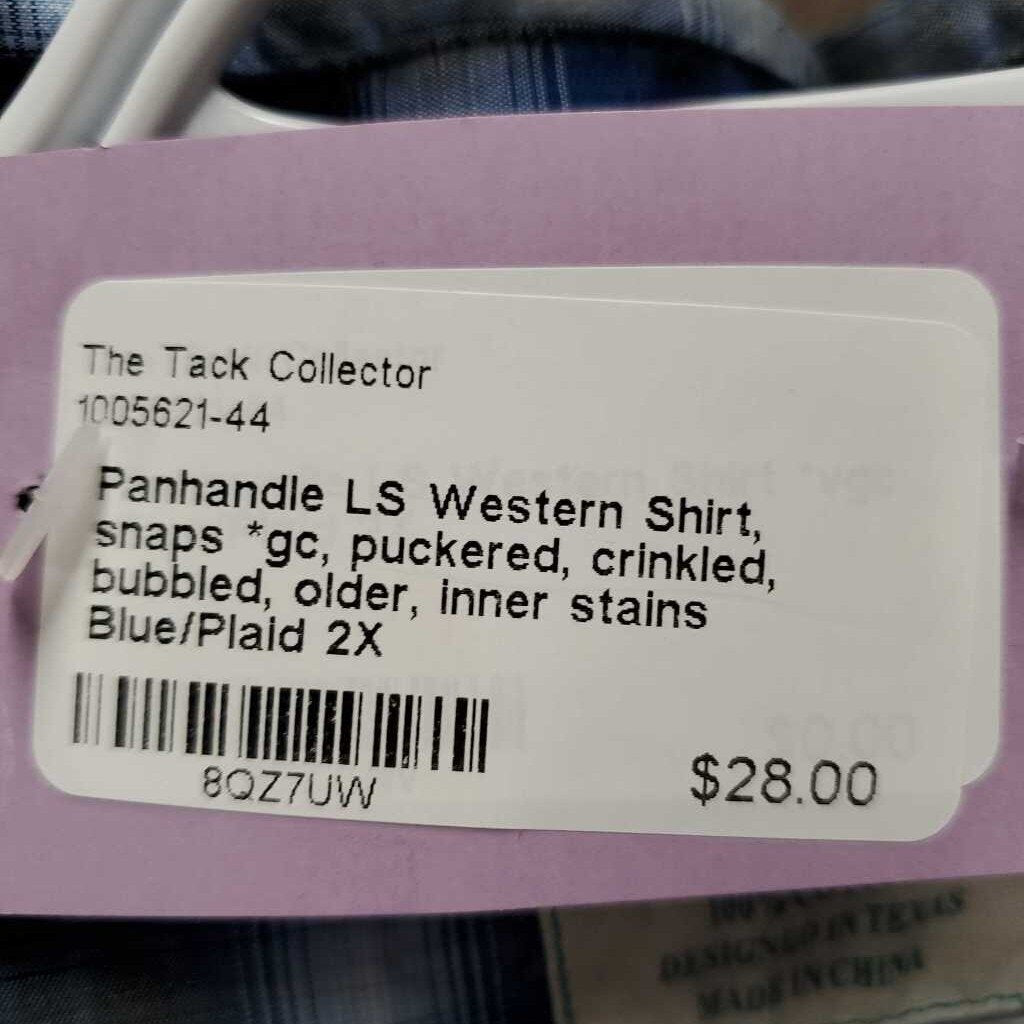 The Tack Collector
1005621-44
Panhandle LS Western Shirt,
snaps *gc, puckered, crinkled,
bubbled, older, inner stains
Blue/Plaid 2X
8QZ7UW
$28.00
DESIGNED IN TEXAS
MADE IN CHINA